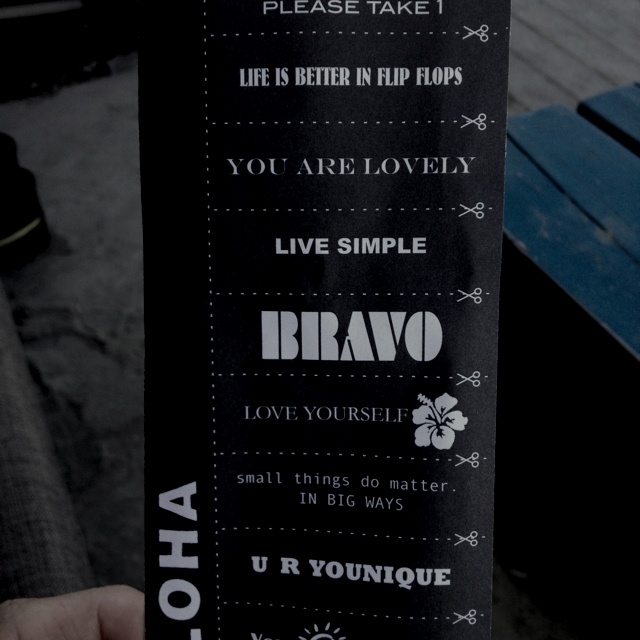 PLEASE TAKE 1
LIFE IS BETTER IN FLIP FLOPS
YOU ARE LOVELY
LIVE SIMPLE
BRAVO
LOVE YOURSELF
small things do matter.
IN BIG WAYS
U R YOUNIQUE
LOHA